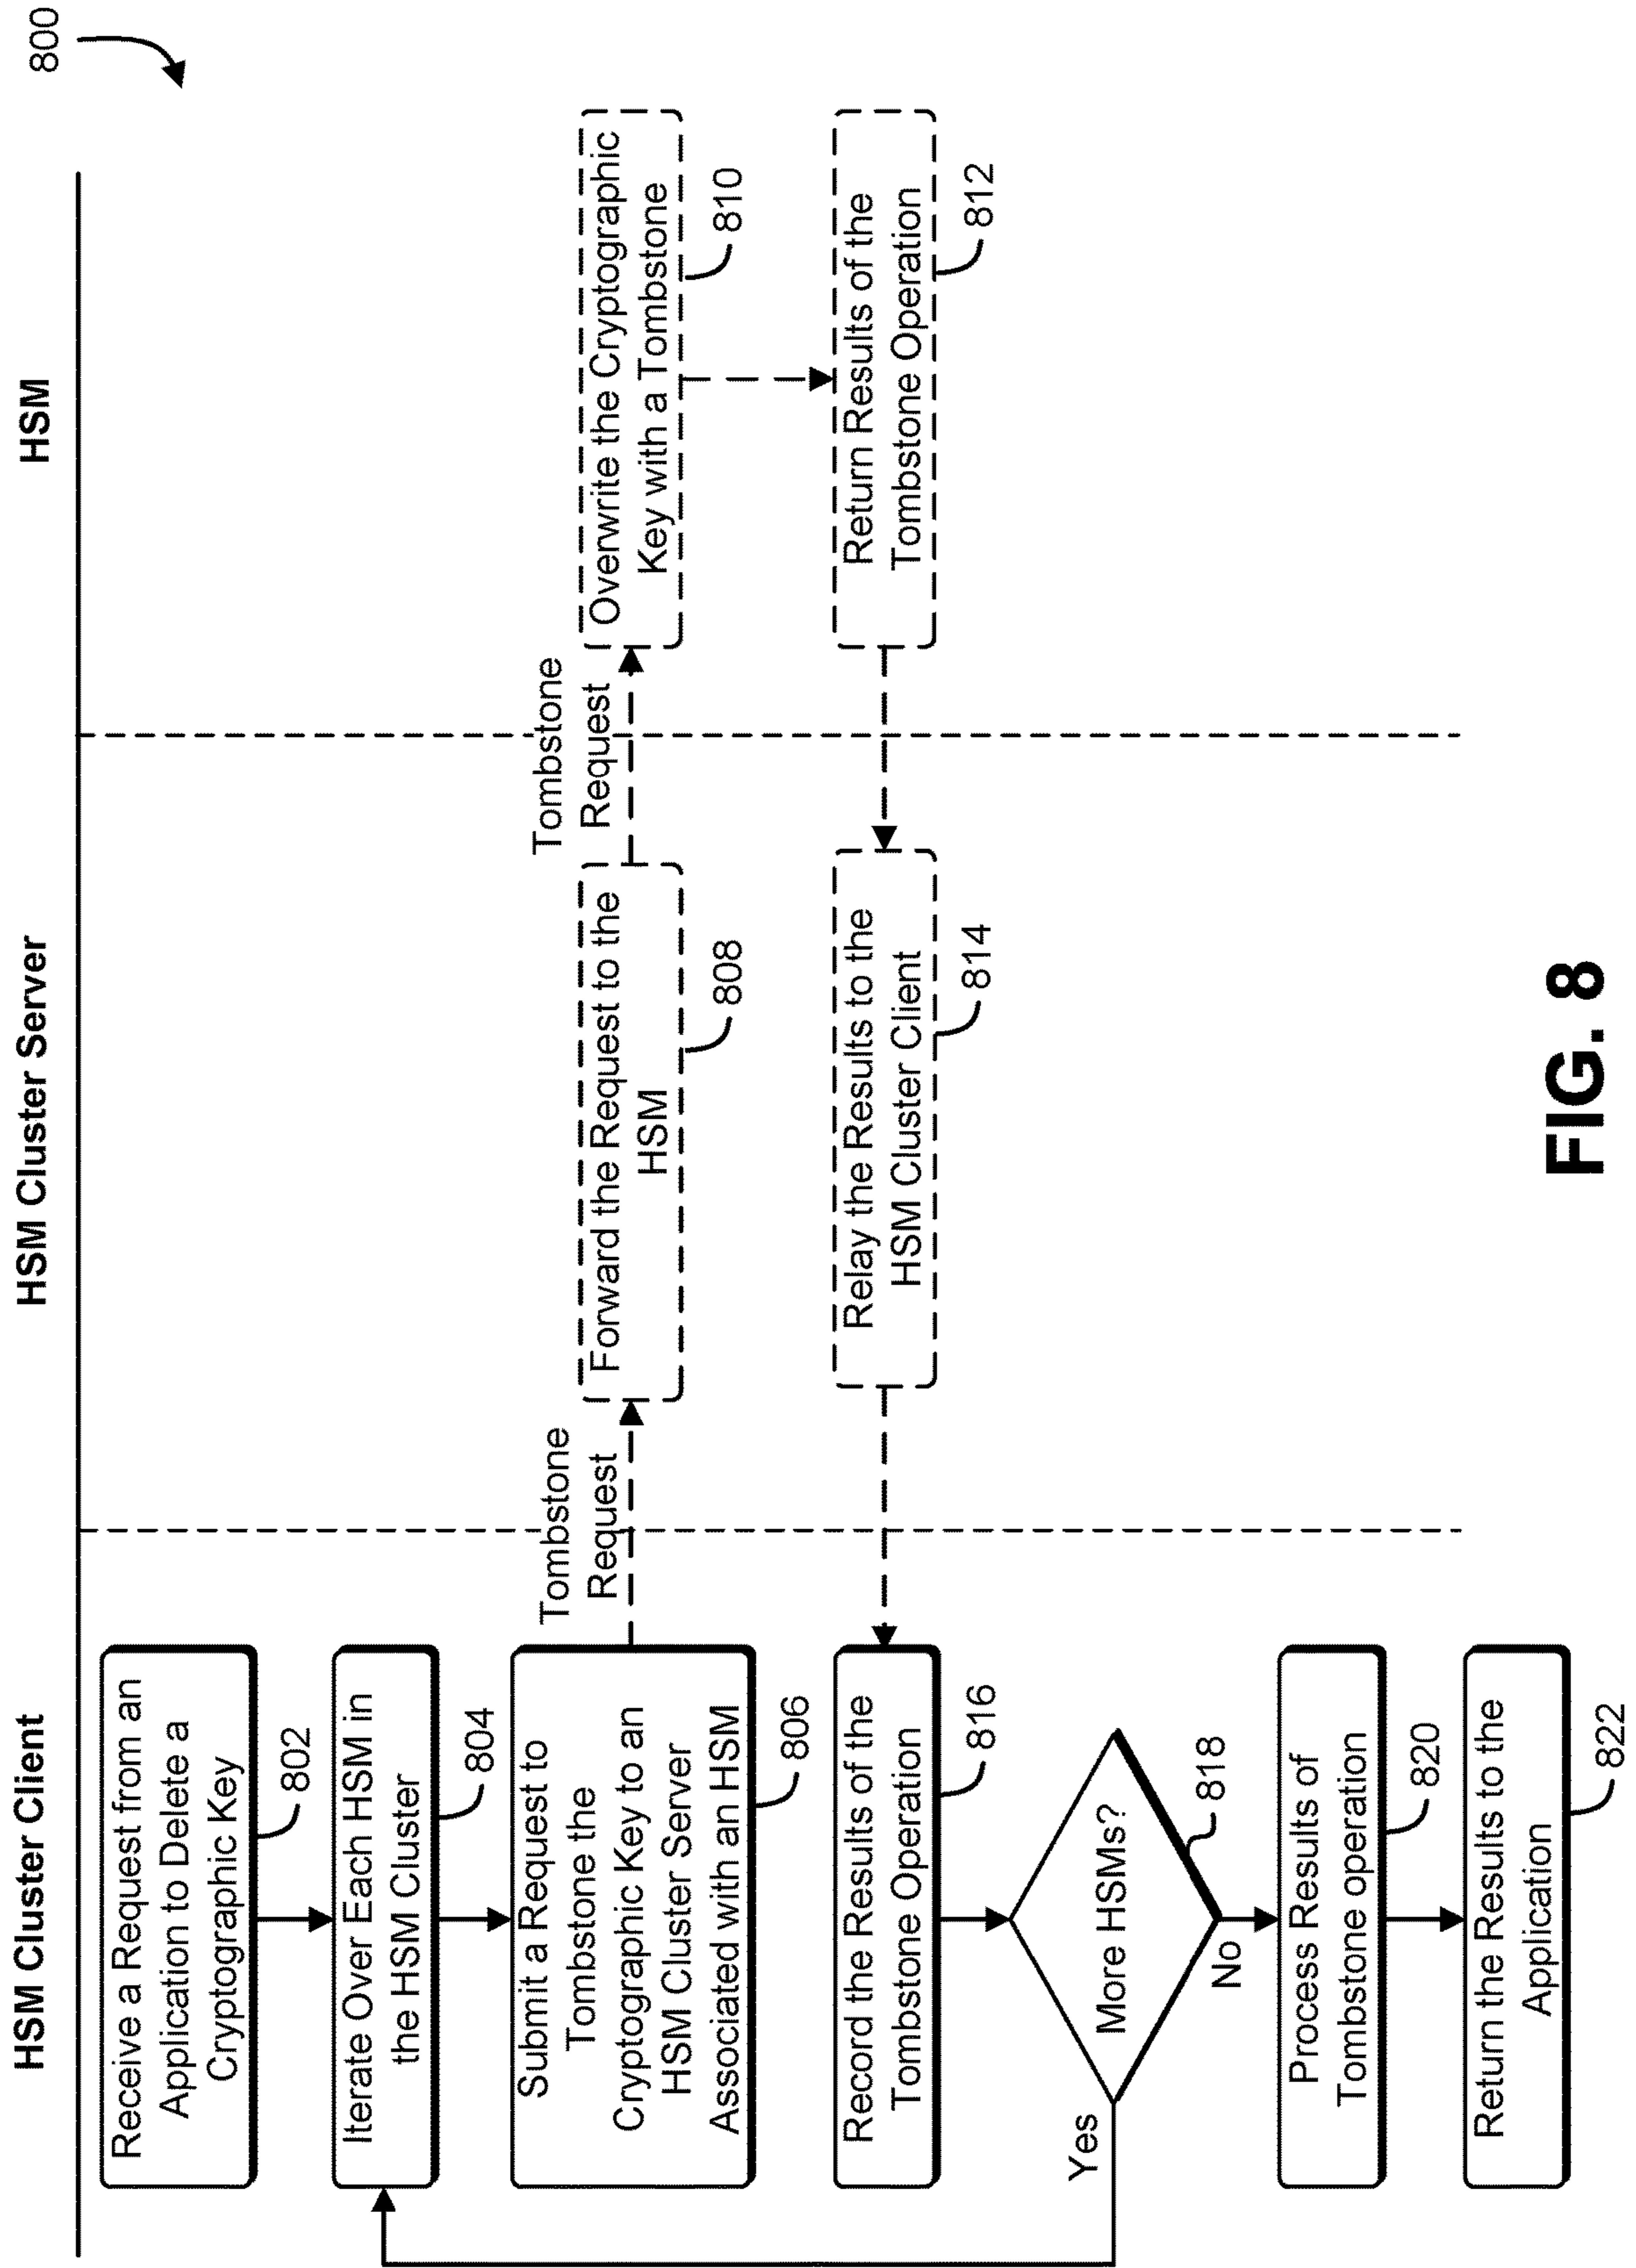 800
HSM Cluster Client
HSM Cluster Server
HSM
Receive a Request from an
Application to Delete a
Cryptographic Key
802
Iterate Over Each HSM in
the HSM Cluster
804
Submit a Request to
Tombstone the
Cryptographic Key to an
HSM Cluster Server
Associated with an HSM
806
Tombstone
Request
Forward the Request to the
HSM
808
Tombstone
Request
Overwrite the Cryptographic
Key with a Tombstone
810
Return Results of the
Tombstone Operation
812
Relay the Results to the
HSM Cluster Client
814
Record the Results of the
Tombstone Operation
816
More HSMs?
818
Yes
No
Process Results of
Tombstone operation
820
Return the Results to the
Application
822
FIG. 8